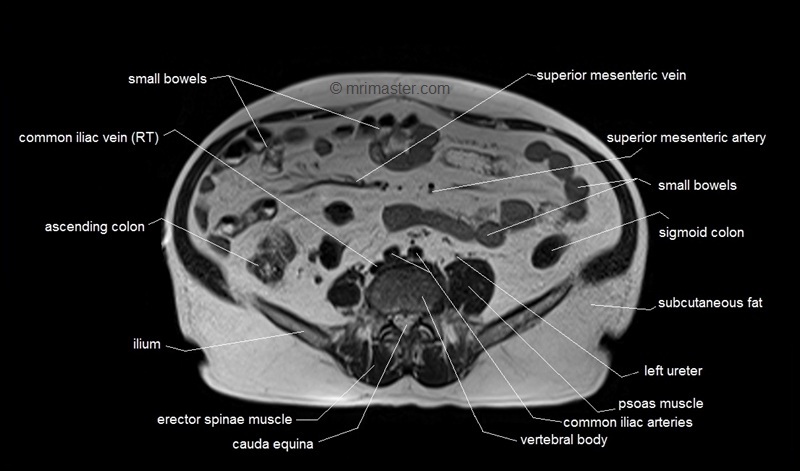 superior mesenteric vein
small bowels
© mrimaster.com
common iliac vein (RT)
superior mesenteric artery
small bowels
ascending colon
sigmoid colon
subcutaneous fat
ilium
left ureter
psoas muscle
erector spinae muscle
common iliac arteries
cauda equina
vertebral body